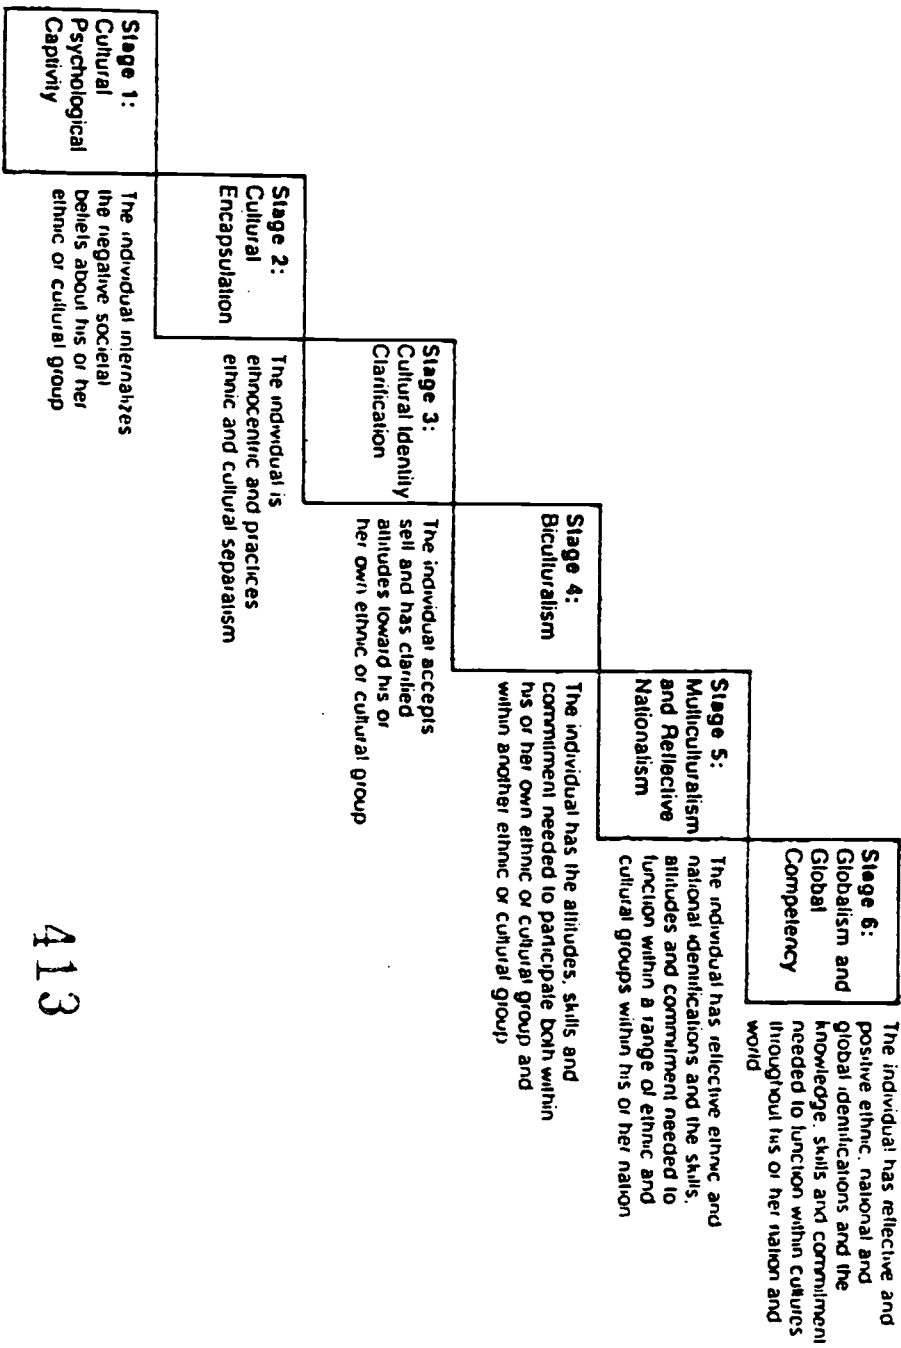 Stage 1:
Cultural
Psychological
Captivity
The individual internalizes
the negative societal
beliefs about his or her
ethnic or cultural group
Stage 2:
Cultural
Encapsulation
The individual is
ethnocentric and practices
ethnic and cultural separatism
Stage 3:
Cultural Identity
Clarification
The individual accepts
self and has clarified
attitudes toward his or
her own ethnic or cultural group
Stage 4:
Biculturalism
The individual has the attitudes, skills and
commitment needed to participate both within
his or her own ethnic or cultural group and
within another ethnic or cultural group
Stage 5:
Multiculturalism
and Reflective
Nationalism
The individual has reflective ethnic and
national identifications and the skills,
attitudes and commitment needed to
function within a range of ethnic and
cultural groups within his or her nation
Stage 6:
Globalism and
Global
Competency
The individual has reflective and
positive ethnic, national and
global identifications and the
knowledge, skills and commitment
needed to function within cultures
throughout his or her nation and
world
413